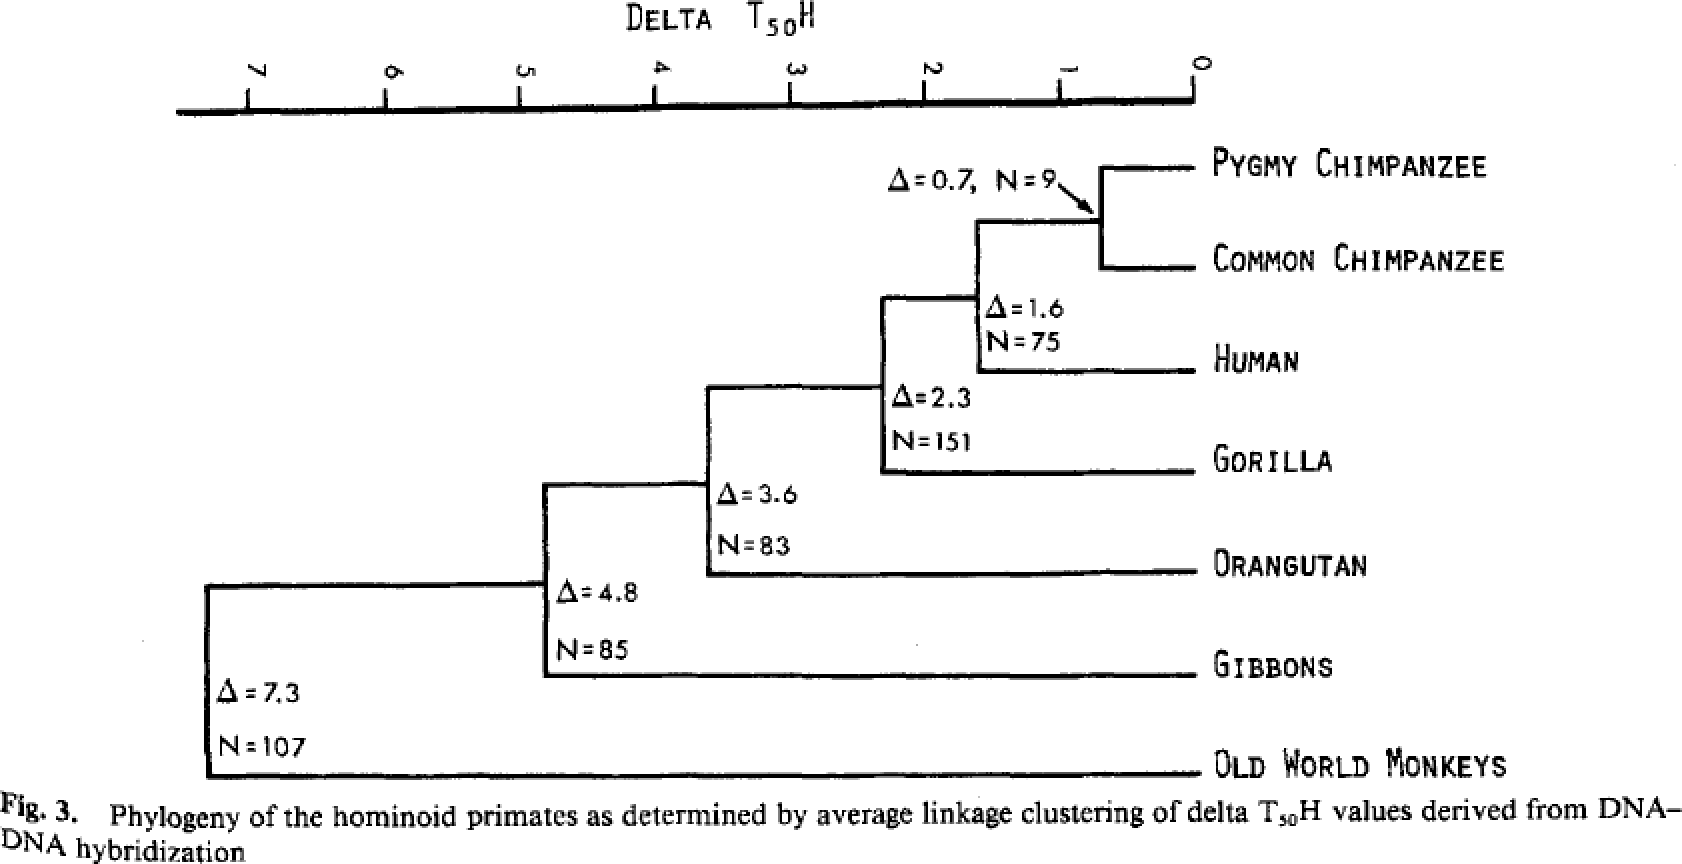 DELTA T50H
7 6 5 4 3 2 1 0
PYGMY CHIMPANZEE
Δ=0.7, N=9
COMMON CHIMPANZEE
Δ=1.6
N=75
HUMAN
Δ=2.3
N=151
GORILLA
Δ=3.6
N=83
ORANGUTAN
Δ=4.8
N=85
GIBBONS
Δ=7.3
N=107
OLD WORLD MONKEYS
Fig. 3. Phylogeny of the hominoid primates as determined by average linkage clustering of delta T50H values derived from DNA–
DNA hybridization